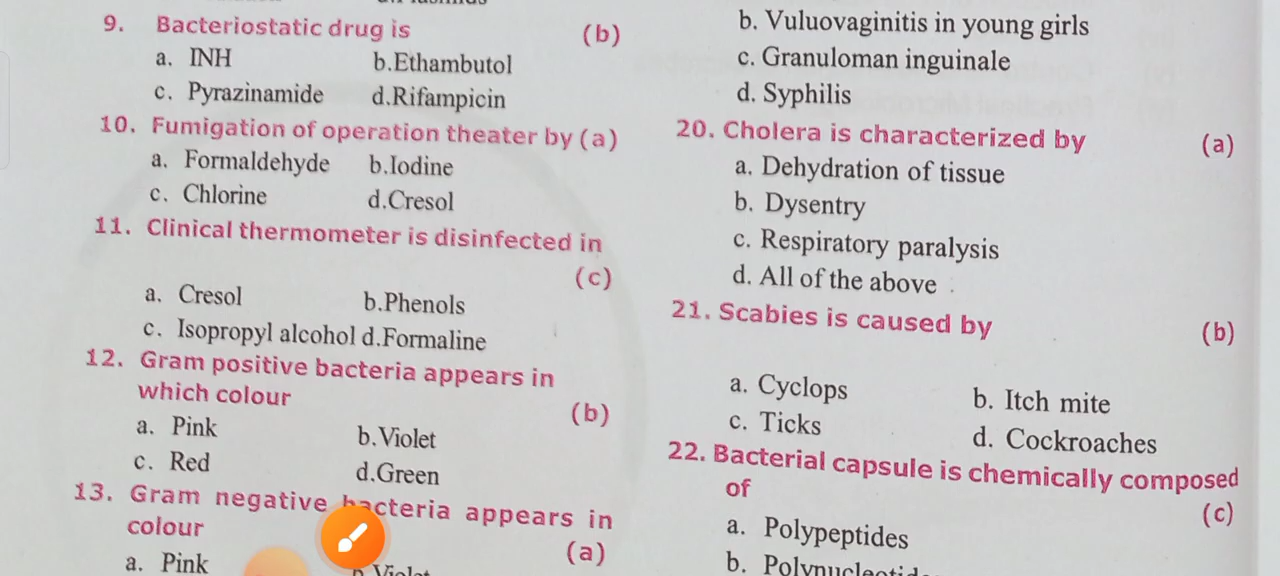 9. Bacteriostatic drug is (b)
a. INH b.Ethambutol
c. Pyrazinamide d.Rifampicin
10. Fumigation of operation theater by (a)
a. Formaldehyde b.Iodine
c. Chlorine d.Cresol
11. Clinical thermometer is disinfected in
(c)
a. Cresol b.Phenols
c. Isopropyl alcohol d.Formaline
12. Gram positive bacteria appears in
which colour (b)
a. Pink b.Violet
c. Red d.Green
13. Gram negative bacteria appears in
colour (a)
a. Pink b.Violet
b. Vuluovaginitis in young girls
c. Granuloman inguinale
d. Syphilis
20. Cholera is characterized by (a)
a. Dehydration of tissue
b. Dysentry
c. Respiratory paralysis
d. All of the above
21. Scabies is caused by (b)
a. Cyclops b. Itch mite
c. Ticks d. Cockroaches
22. Bacterial capsule is chemically composed
of (c)
a. Polypeptides
b.